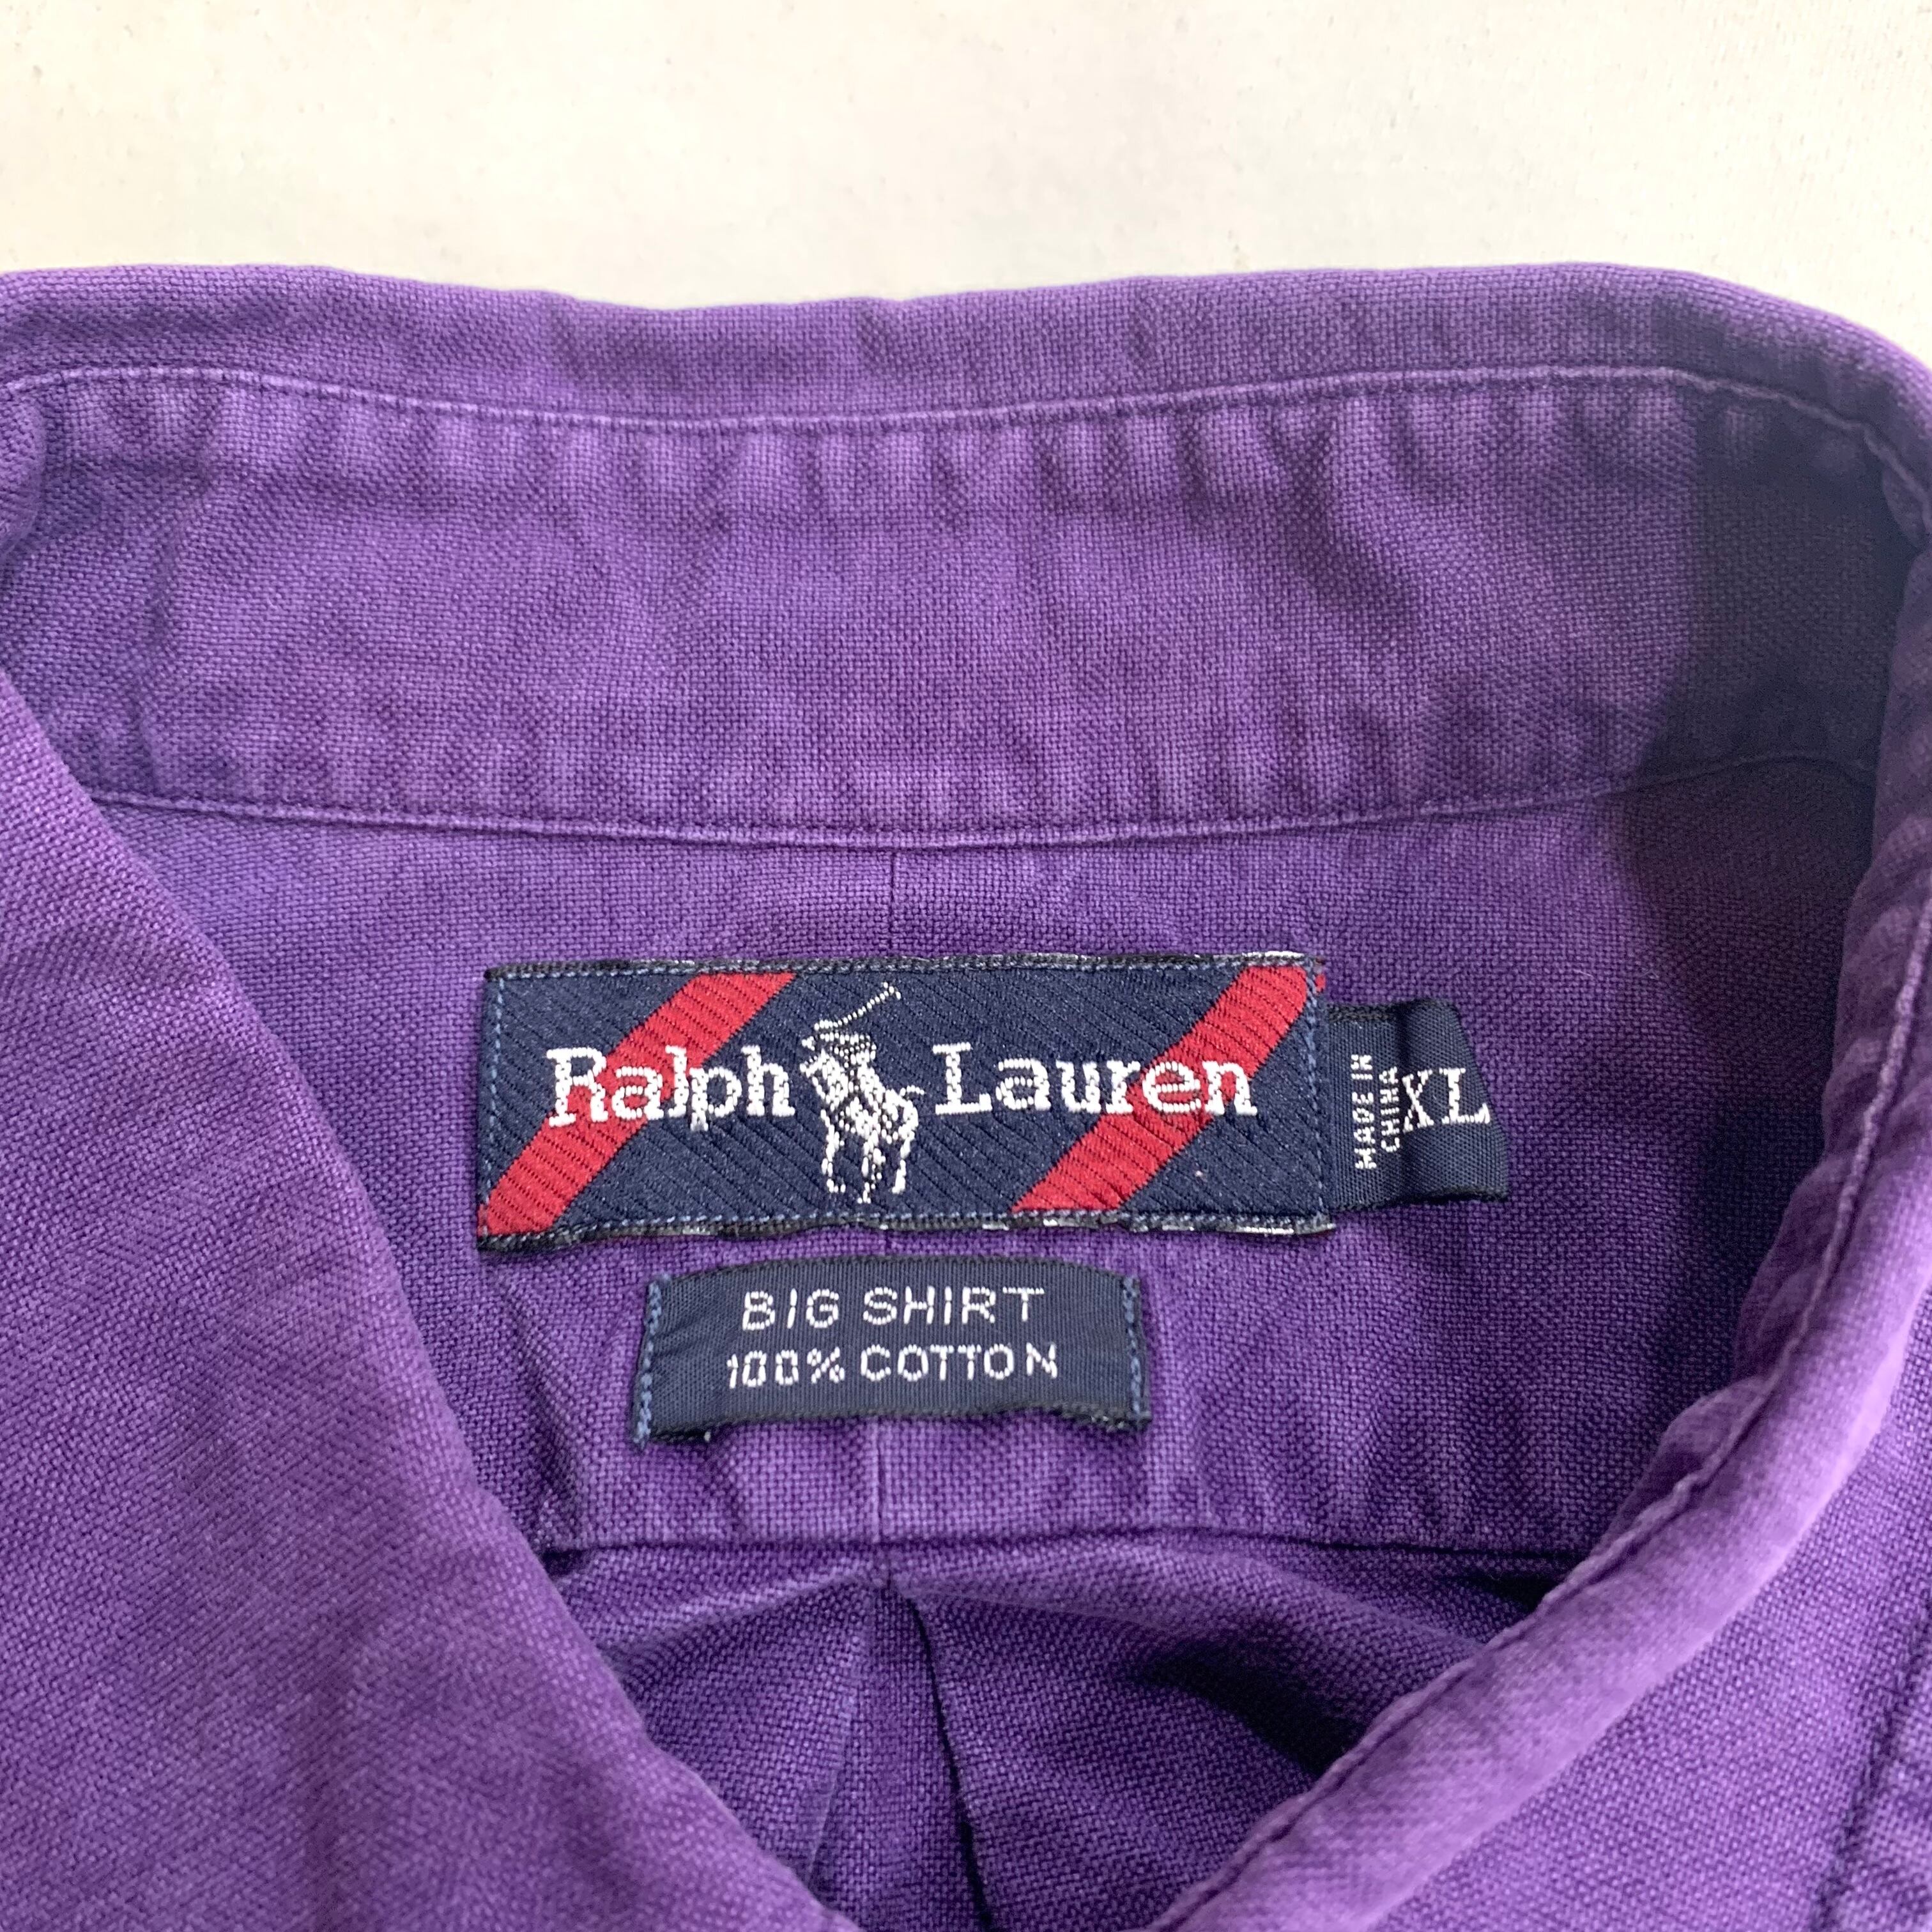 Ralph Lauren
MADE IN
CHINA
XL
BIG SHIRT
100% COTTON